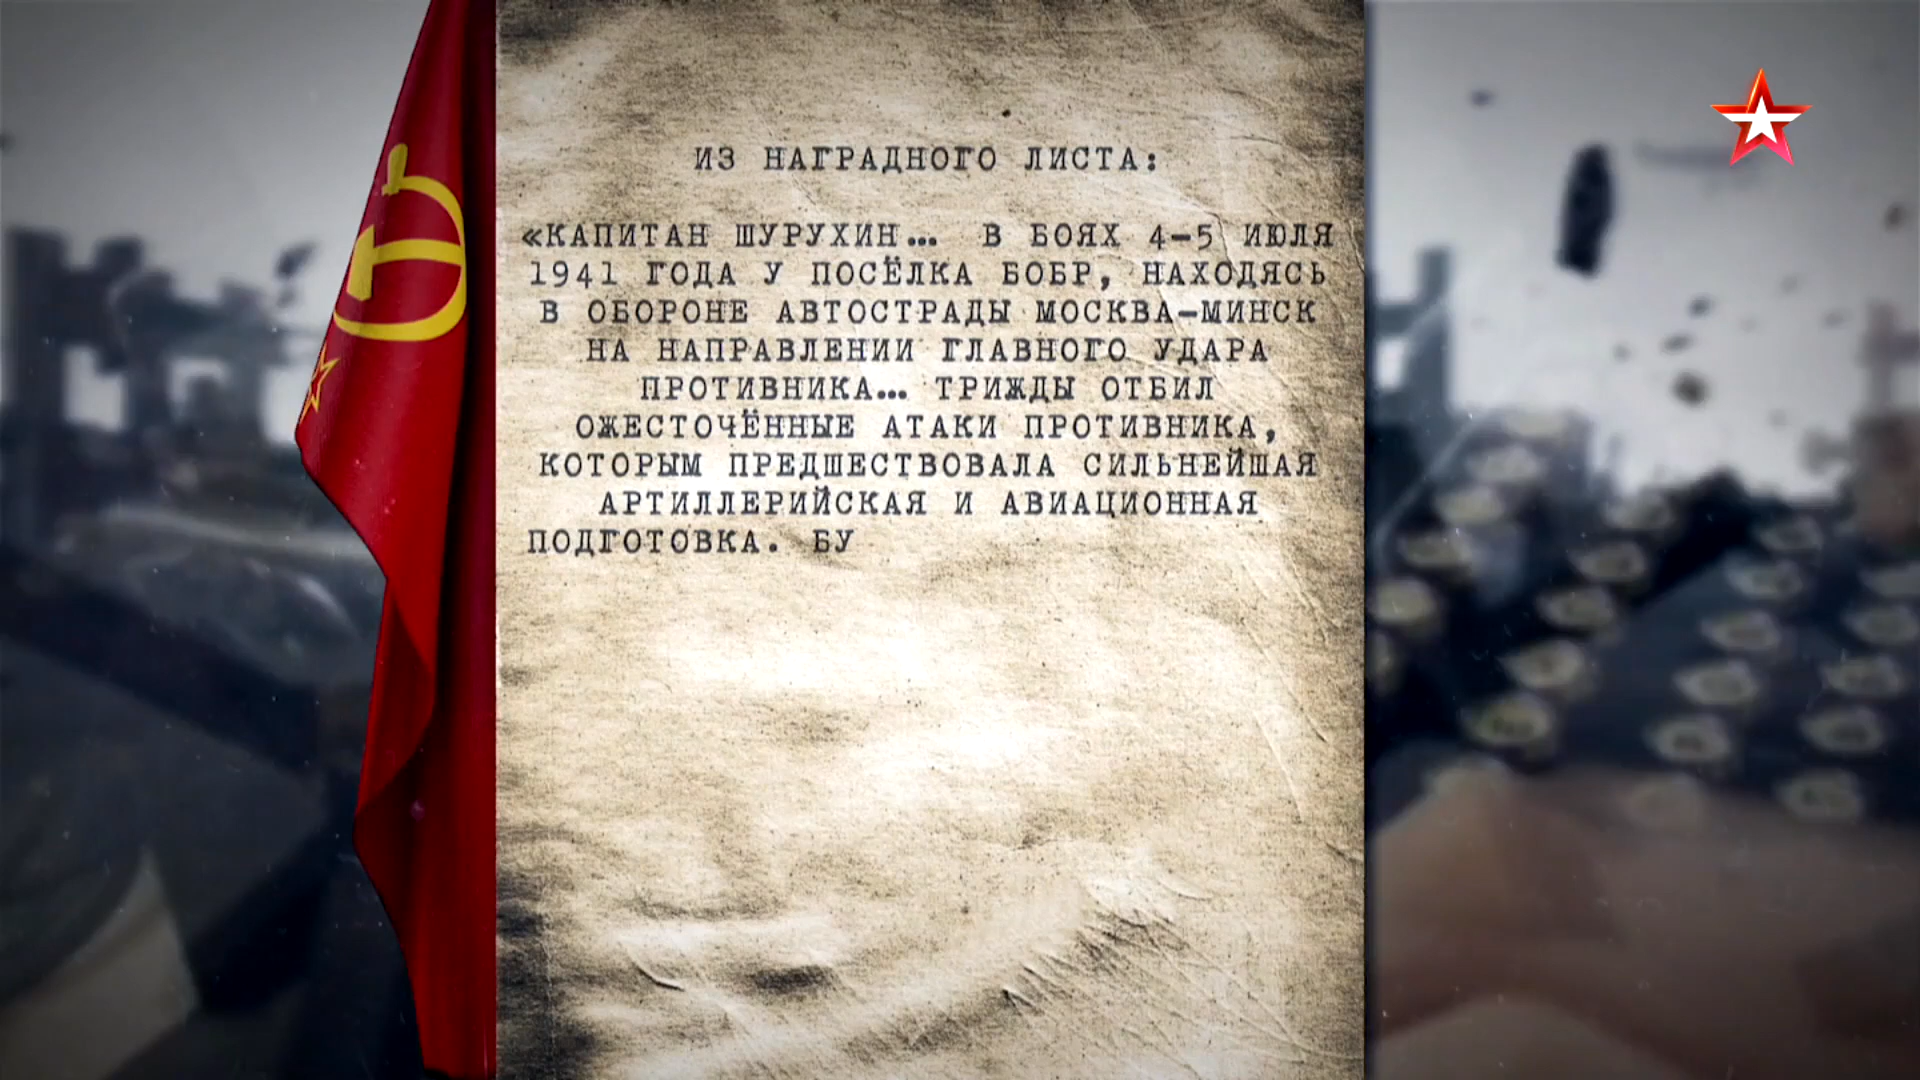 ИЗ НАГРАДНОГО ЛИСТА:
«КАПИТАН ШУРУХИН... В БОЯХ 4-5 ИЮЛЯ
1941 ГОДА У ПОСЁЛКА БОБР, НАХОДЯСЬ
В ОБОРОНЕ АВТОСТРАДЫ МОСКВА-МИНСК
НА НАПРАВЛЕНИИ ГЛАВНОГО УДАРА
ПРОТИВНИКА... ТРИЖДЫ ОТБИЛ
ОЖЕСТОЧЁННЫЕ АТАКИ ПРОТИВНИКА,
КОТОРЫМ ПРЕДШЕСТВОВАЛА СИЛЬНЕЙШАЯ
АРТИЛЛЕРИЙСКАЯ И АВИАЦИОННАЯ
ПОДГОТОВКА. БУ